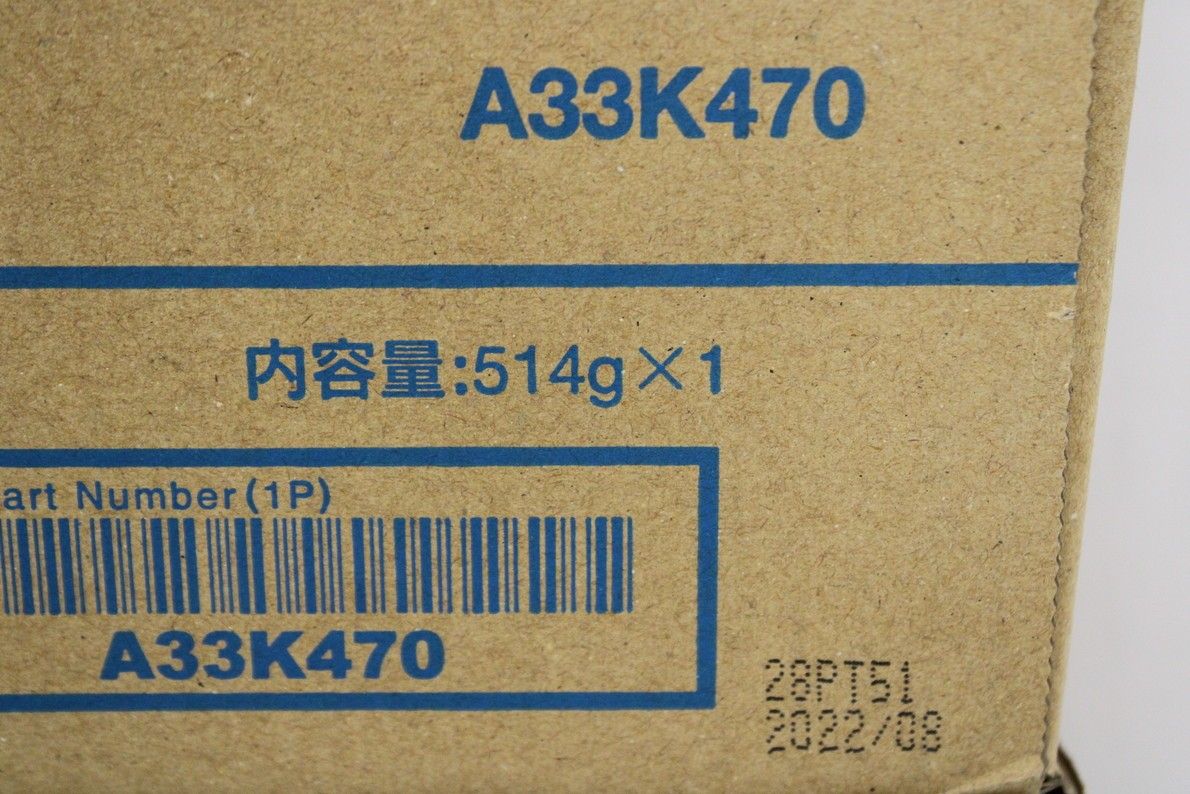 A33K470
内容量:514g×1
art Number(1P)
A33K470
28PT51
2022/08